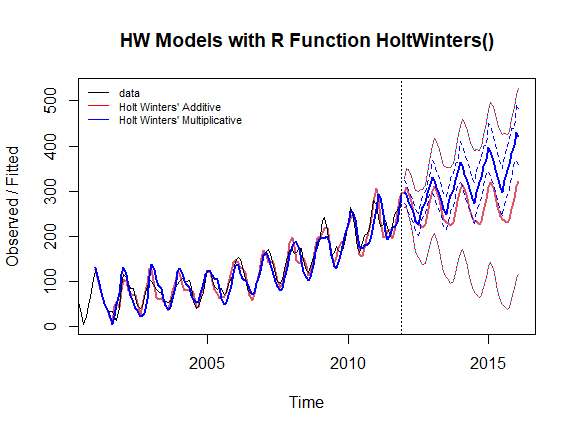 HW Models with R Function HoltWinters()
data
Holt Winters' Additive
Holt Winters' Multiplicative
Observed / Fitted
500
400
300
200
100
0
2005 2010 2015
Time